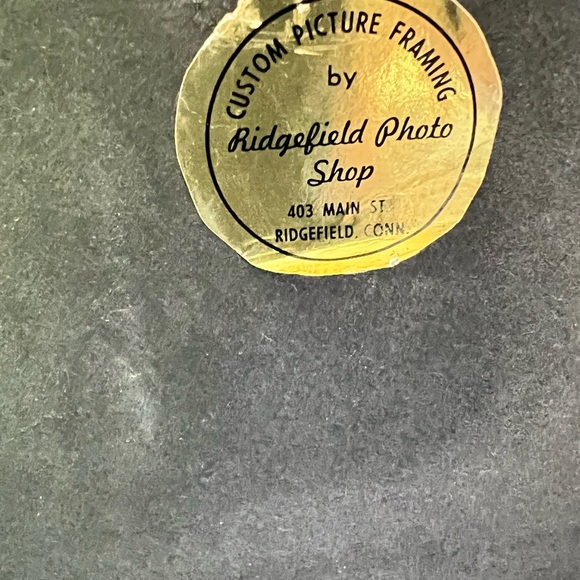 CUSTOM PICTURE FRAMING
by
Ridgefield Photo
Shop
403 MAIN ST.
RIDGEFIELD, CONN.